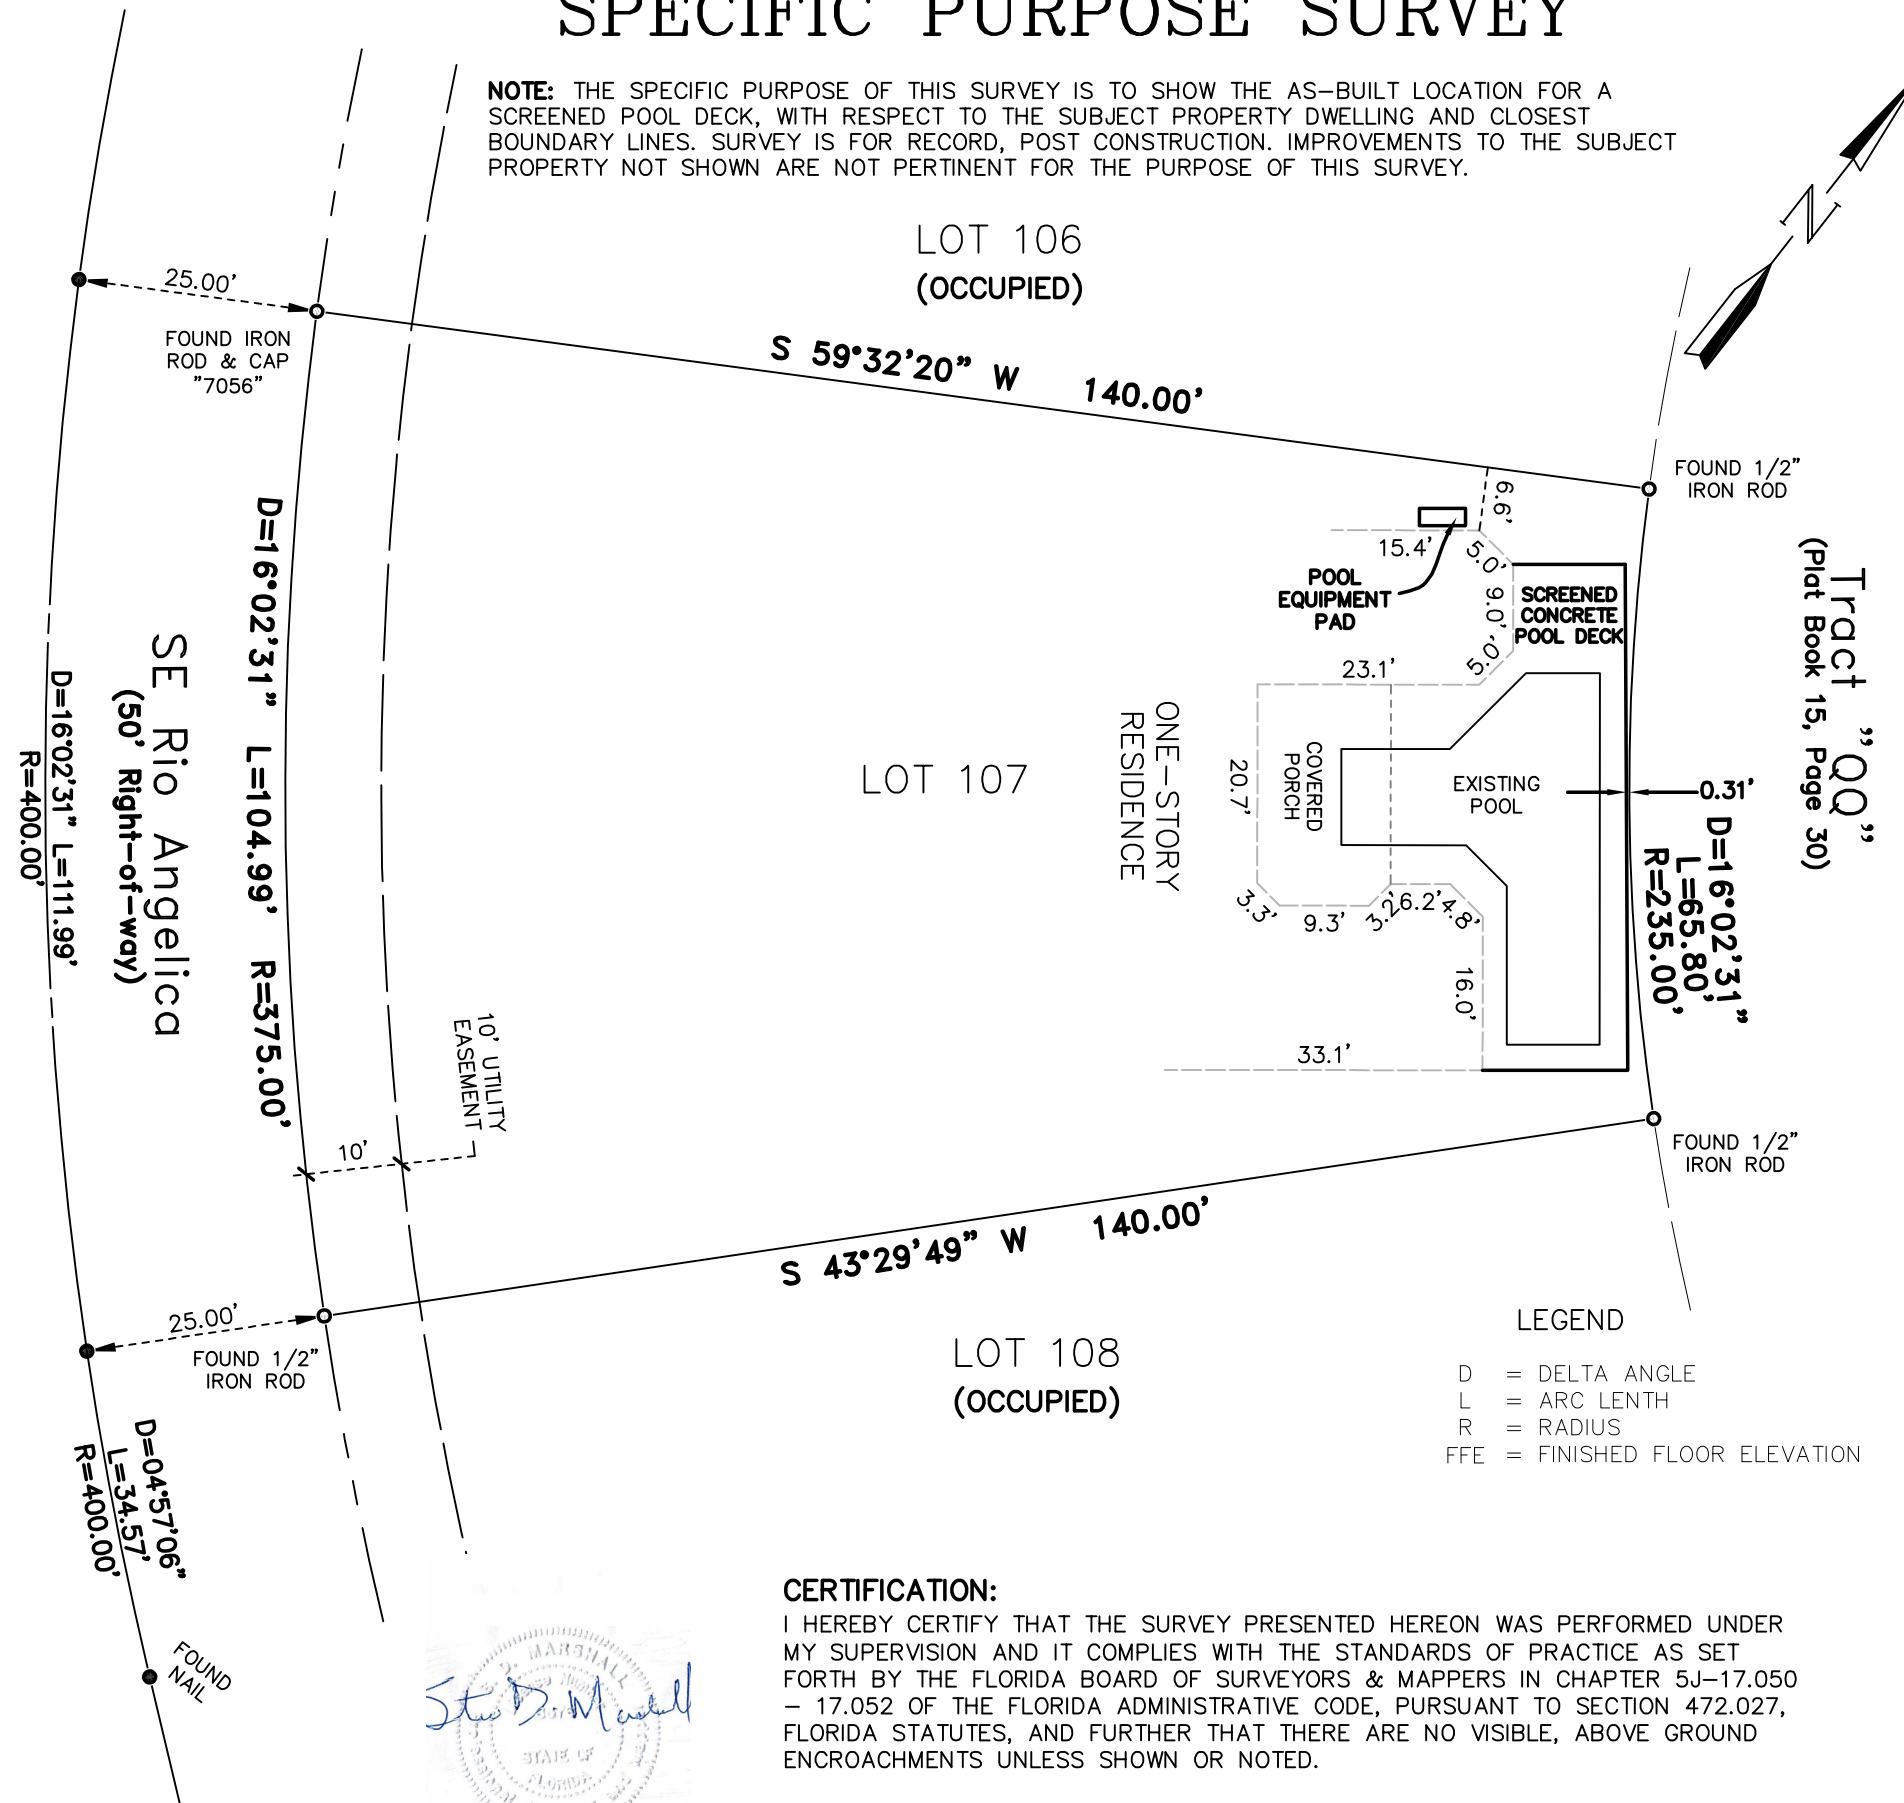 SPECIFIC PURPOSE SURVEY
NOTE: THE SPECIFIC PURPOSE OF THIS SURVEY IS TO SHOW THE AS-BUILT LOCATION FOR A
SCREENED POOL DECK, WITH RESPECT TO THE SUBJECT PROPERTY DWELLING AND CLOSEST
BOUNDARY LINES. SURVEY IS FOR RECORD, POST CONSTRUCTION. IMPROVEMENTS TO THE SUBJECT
PROPERTY NOT SHOWN ARE NOT PERTINENT FOR THE PURPOSE OF THIS SURVEY.
N
LOT 106
(OCCUPIED)
25.00'
FOUND IRON
ROD & CAP
"7056"
S 59°32'20" W 140.00'
FOUND 1/2"
IRON ROD
6.6'
15.4'
5.0'
9.0'
5.0'
POOL
EQUIPMENT
PAD
SCREENED
CONCRETE
POOL DECK
Tract "QQ"
(Plat Book 15, Page 30)
D=16°02'31" L=104.99' R=375.00'
SE Rio Angelica
(50' Right-of-way)
D=16°02'31" L=111.99'
R=400.00'
LOT 107
ONE-STORY
RESIDENCE
23.1'
20.7'
COVERED
PORCH
EXISTING
POOL
0.31'
D=16°02'31"
L=65.80'
R=235.00'
3.3'
9.3'
3.2'
6.2'
4.8'
16.0'
33.1'
10' UTILITY
EASEMENT
10'
FOUND 1/2"
IRON ROD
S 43°29'49" W 140.00'
25.00'
FOUND 1/2"
IRON ROD
LOT 108
(OCCUPIED)
LEGEND
D = DELTA ANGLE
L = ARC LENTH
R = RADIUS
FFE = FINISHED FLOOR ELEVATION
D=04°57'06"
L=34.57'
R=400.00'
FOUND
NAIL
D. MARSHALL
STATE OF
FLORIDA
CERTIFICATION:
I HEREBY CERTIFY THAT THE SURVEY PRESENTED HEREON WAS PERFORMED UNDER
MY SUPERVISION AND IT COMPLIES WITH THE STANDARDS OF PRACTICE AS SET
FORTH BY THE FLORIDA BOARD OF SURVEYORS & MAPPERS IN CHAPTER 5J-17.050
- 17.052 OF THE FLORIDA ADMINISTRATIVE CODE, PURSUANT TO SECTION 472.027,
FLORIDA STATUTES, AND FURTHER THAT THERE ARE NO VISIBLE, ABOVE GROUND
ENCROACHMENTS UNLESS SHOWN OR NOTED.